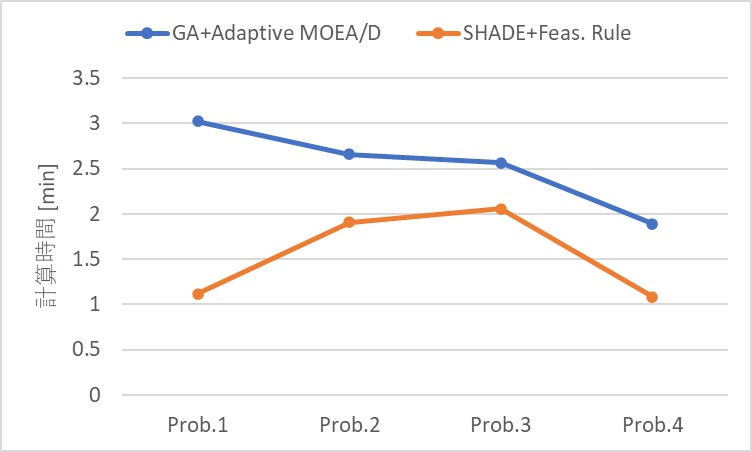 GA+Adaptive MOEA/D
SHADE+Feas. Rule
3.5
3
2.5
2
1.5
1
0.5
0
計算時間 [min]
Prob.1
Prob.2
Prob.3
Prob.4